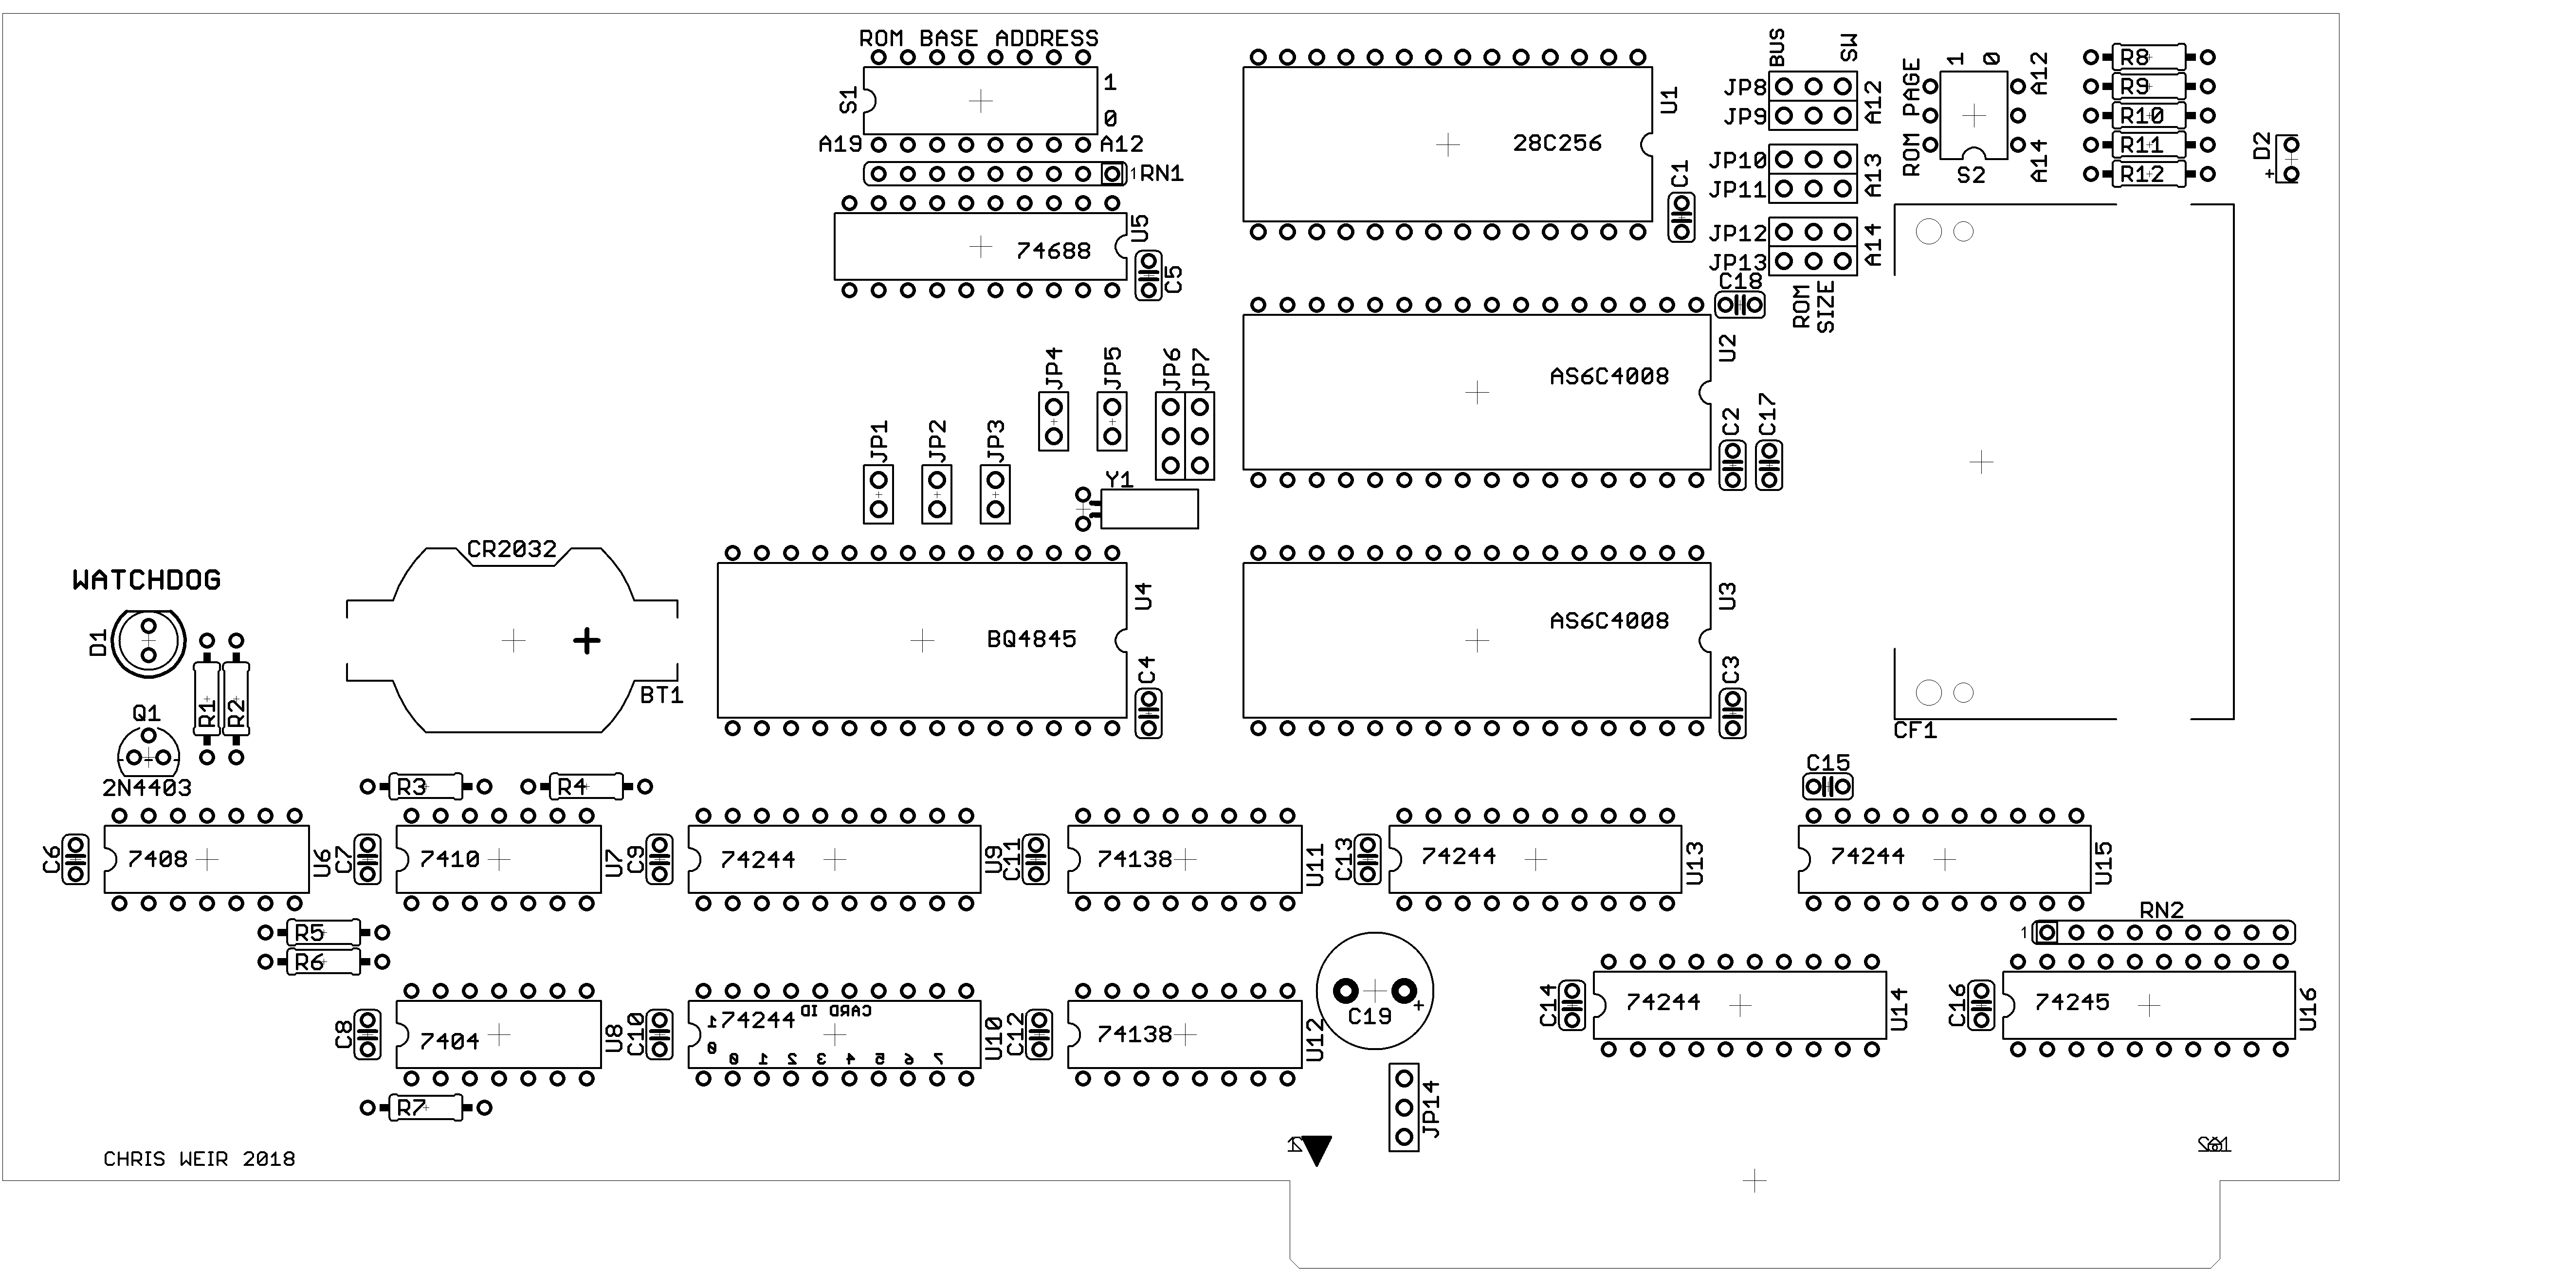 ROM BASE ADDRESS
S1
1
0
A19
A12
1
RN1
74688
U5
C5
28C256
U1
C1
BUS
SW
JP8
JP9
A12
JP10
JP11
A13
JP12
JP13
A14
ROM
SIZE
ROM PAGE
1
0
A12
A14
S2
R8
R9
R10
R11
R12
D2
+
C18
AS6C4008
U2
C2
C17
JP1
JP2
JP3
JP4
JP5
JP6
JP7
Y1
CR2032
+
BT1
WATCHDOG
D1
R1
R2
Q1
2N4403
BQ4845
U4
C4
AS6C4008
U3
C3
CF1
R3
R4
C15
C6
7408
U6
C7
7410
U7
C9
74244
U9
C11
74138
U11
C13
74244
U13
74244
U15
R5
R6
RN2
1
C8
7404
U8
C10
CARD ID
1
74244
0
0 1 2 3 4 5 6 7
U10
C12
74138
U12
C19
+
C14
74244
U14
C16
74245
U16
R7
JP14
CHRIS WEIR 2018